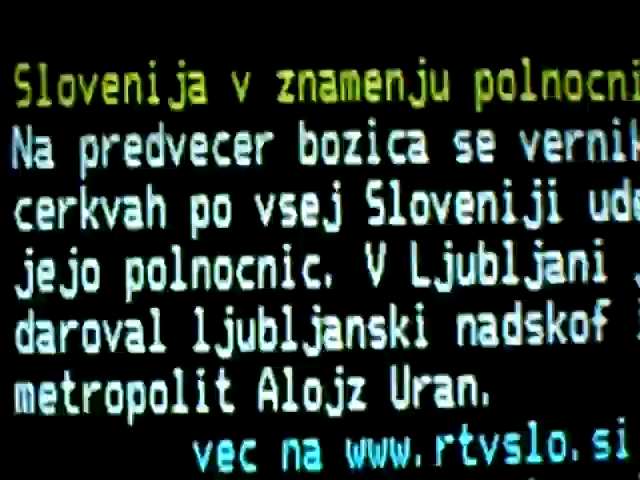 Slovenija v znamenju polnocni
Na predvecer bozica se vernik
cerkvah po vsej Sloveniji ude
jejo polnocnic. V Ljubljani
daroval ljubljanski nadskof
metropolit Alojz Uran.
vec na www.rtvslo.si